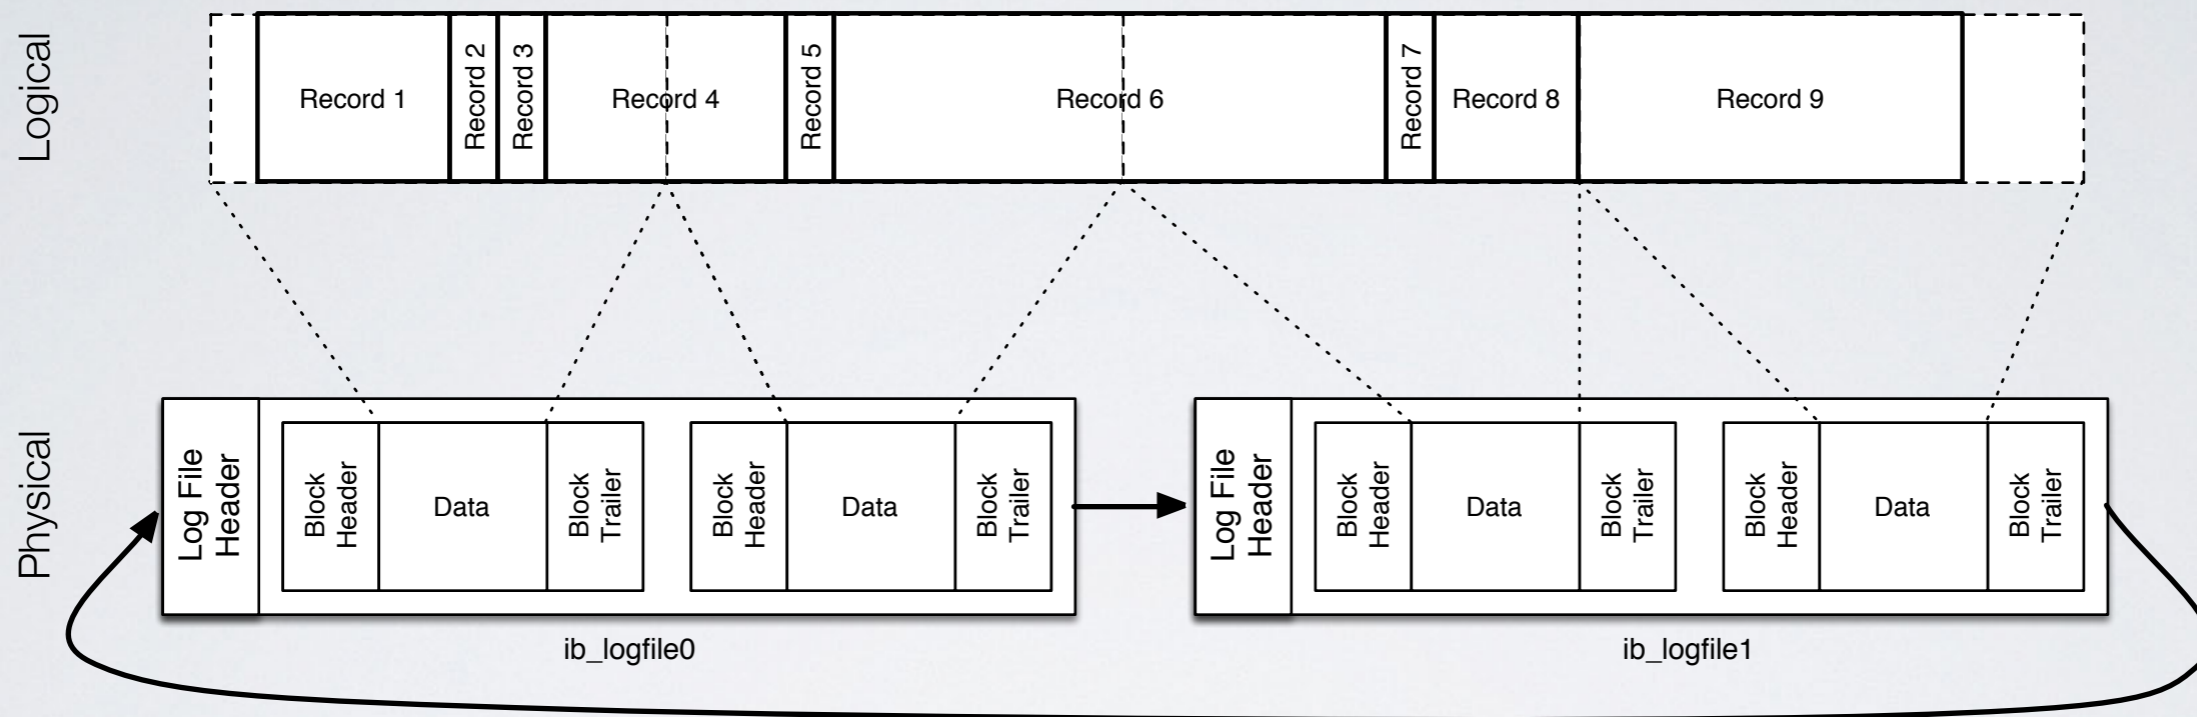 Logical
Record 1
Record 2
Record 3
Record 4
Record 5
Record 6
Record 7
Record 8
Record 9
Physical
Log File
Header
Block
Header
Data
Block
Trailer
Block
Header
Data
Block
Trailer
Log File
Header
Block
Header
Data
Block
Trailer
Block
Header
Data
Block
Trailer
ib_logfile0
ib_logfile1